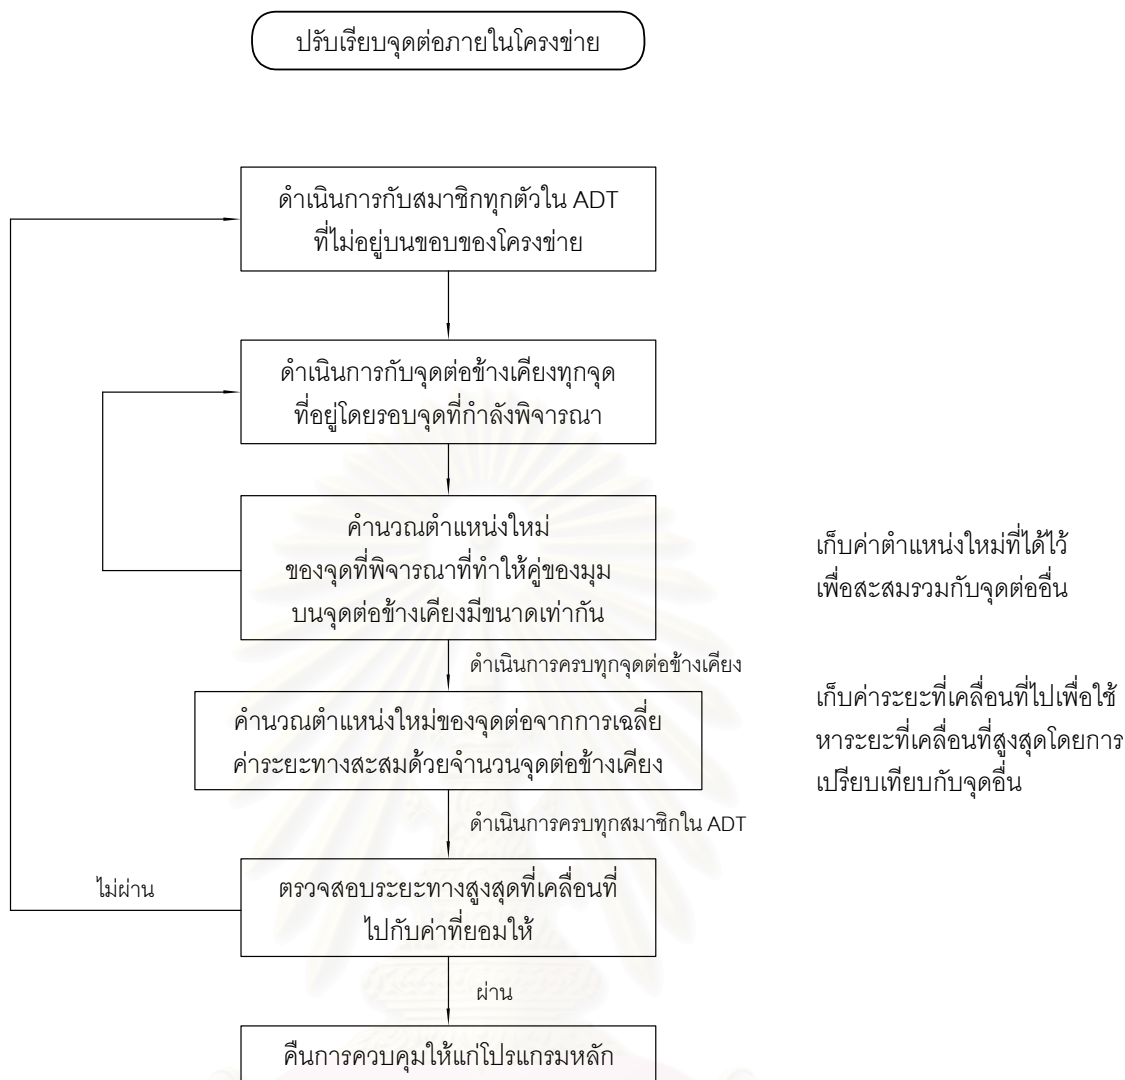 ปรับเรียบจุดต่อภายในโครงข่าย
ดำเนินการกับสมาชิกทุกตัวใน ADT
ที่ไม่อยู่บนขอบของโครงข่าย
ดำเนินการกับจุดต่อข้างเคียงทุกจุด
ที่อยู่โดยรอบจุดที่กำลังพิจารณา
คำนวณตำแหน่งใหม่
ของจุดที่พิจารณาที่ทำให้คู่ของมุม
บนจุดต่อข้างเคียงมีขนาดเท่ากัน
เก็บค่าตำแหน่งใหม่ที่ได้ไว้
เพื่อสะสมรวมกับจุดต่ออื่น
ดำเนินการครบทุกจุดต่อข้างเคียง
คำนวณตำแหน่งใหม่ของจุดต่อจากการเฉลี่ย
ค่าระยะทางสะสมด้วยจำนวนจุดต่อข้างเคียง
เก็บค่าระยะที่เคลื่อนที่ไปเพื่อใช้
หาระยะที่เคลื่อนที่สูงสุดโดยการ
เปรียบเทียบกับจุดอื่น
ดำเนินการครบทุกสมาชิกใน ADT
ไม่ผ่าน
ตรวจสอบระยะทางสูงสุดที่เคลื่อนที่
ไปกับค่าที่ยอมให้
ผ่าน
คืนการควบคุมให้แก่โปรแกรมหลัก